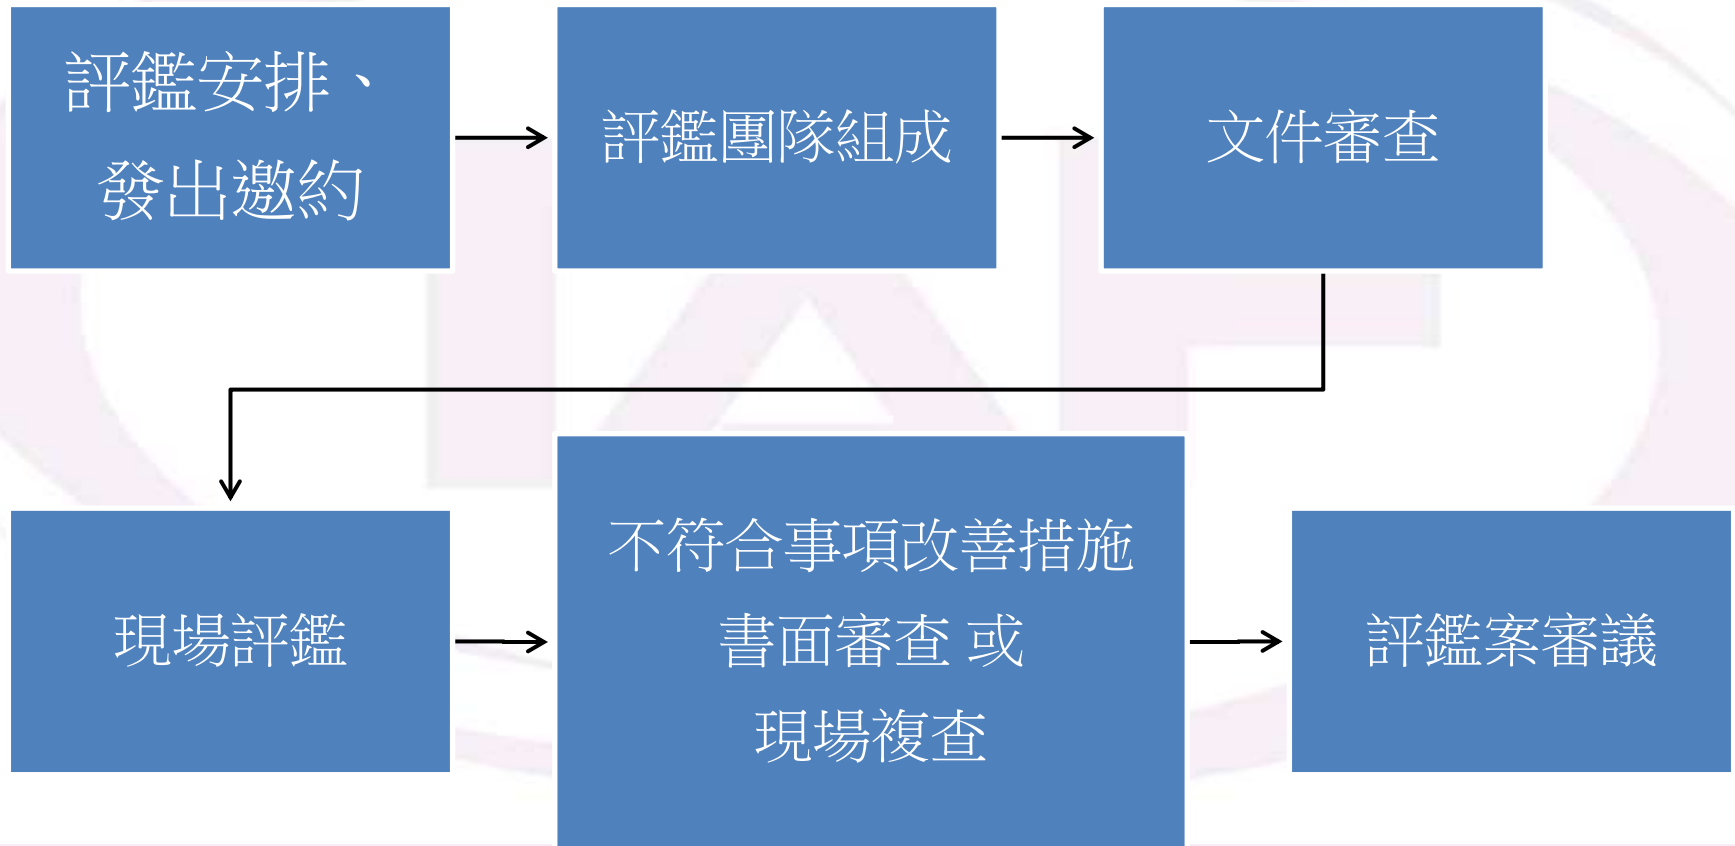 評鑑安排、
發出邀約
評鑑團隊組成
文件審查
現場評鑑
不符合事項改善措施
書面審查 或
現場複查
評鑑案審議